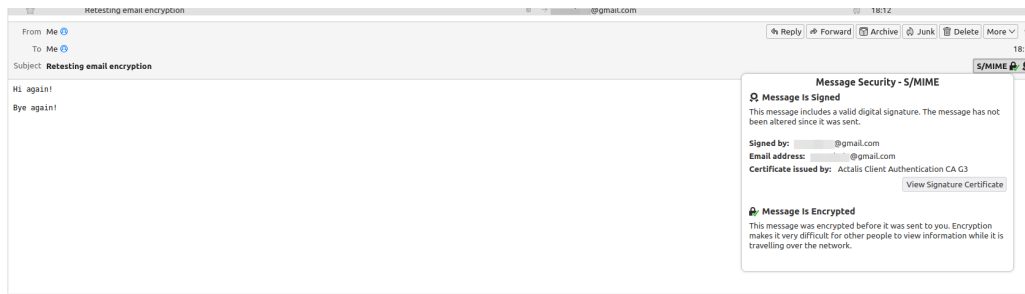 Retesting email encryption @gmail.com 18:12
From Me Reply Forward Archive Junk Delete More
To Me 18:
Subject Retesting email encryption S/MIME
Hi again!
Bye again!
Message Security - S/MIME
Message Is Signed
This message includes a valid digital signature. The message has not
been altered since it was sent.
Signed by: @gmail.com
Email address: @gmail.com
Certificate issued by: Actalis Client Authentication CA G3
View Signature Certificate
Message Is Encrypted
This message was encrypted before it was sent to you. Encryption
makes it very difficult for other people to view information while it is
travelling over the network.